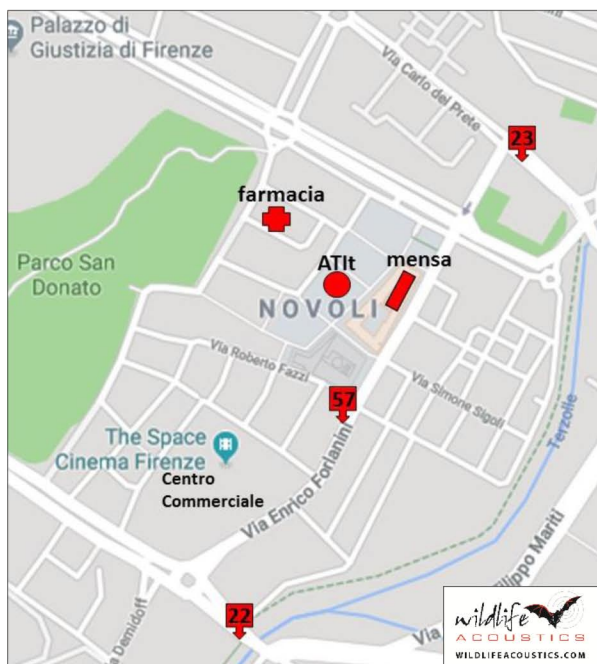 Palazzo di
Giustizia di Firenze
Via Carlo del Prete
23
farmacia
Parco San
Donato
ATIt
mensa
NOVOLI
Via Roberto Fazzi
Via Simone Sigoli
57
Terzolle
The Space
Cinema Firenze
Centro
Commerciale
Via Enrico Forlanini
Filippo Mariti
22
Via
Demidoff
Via
wildlife
ACOUSTICS
WILDLIFEACOUSTICS.COM